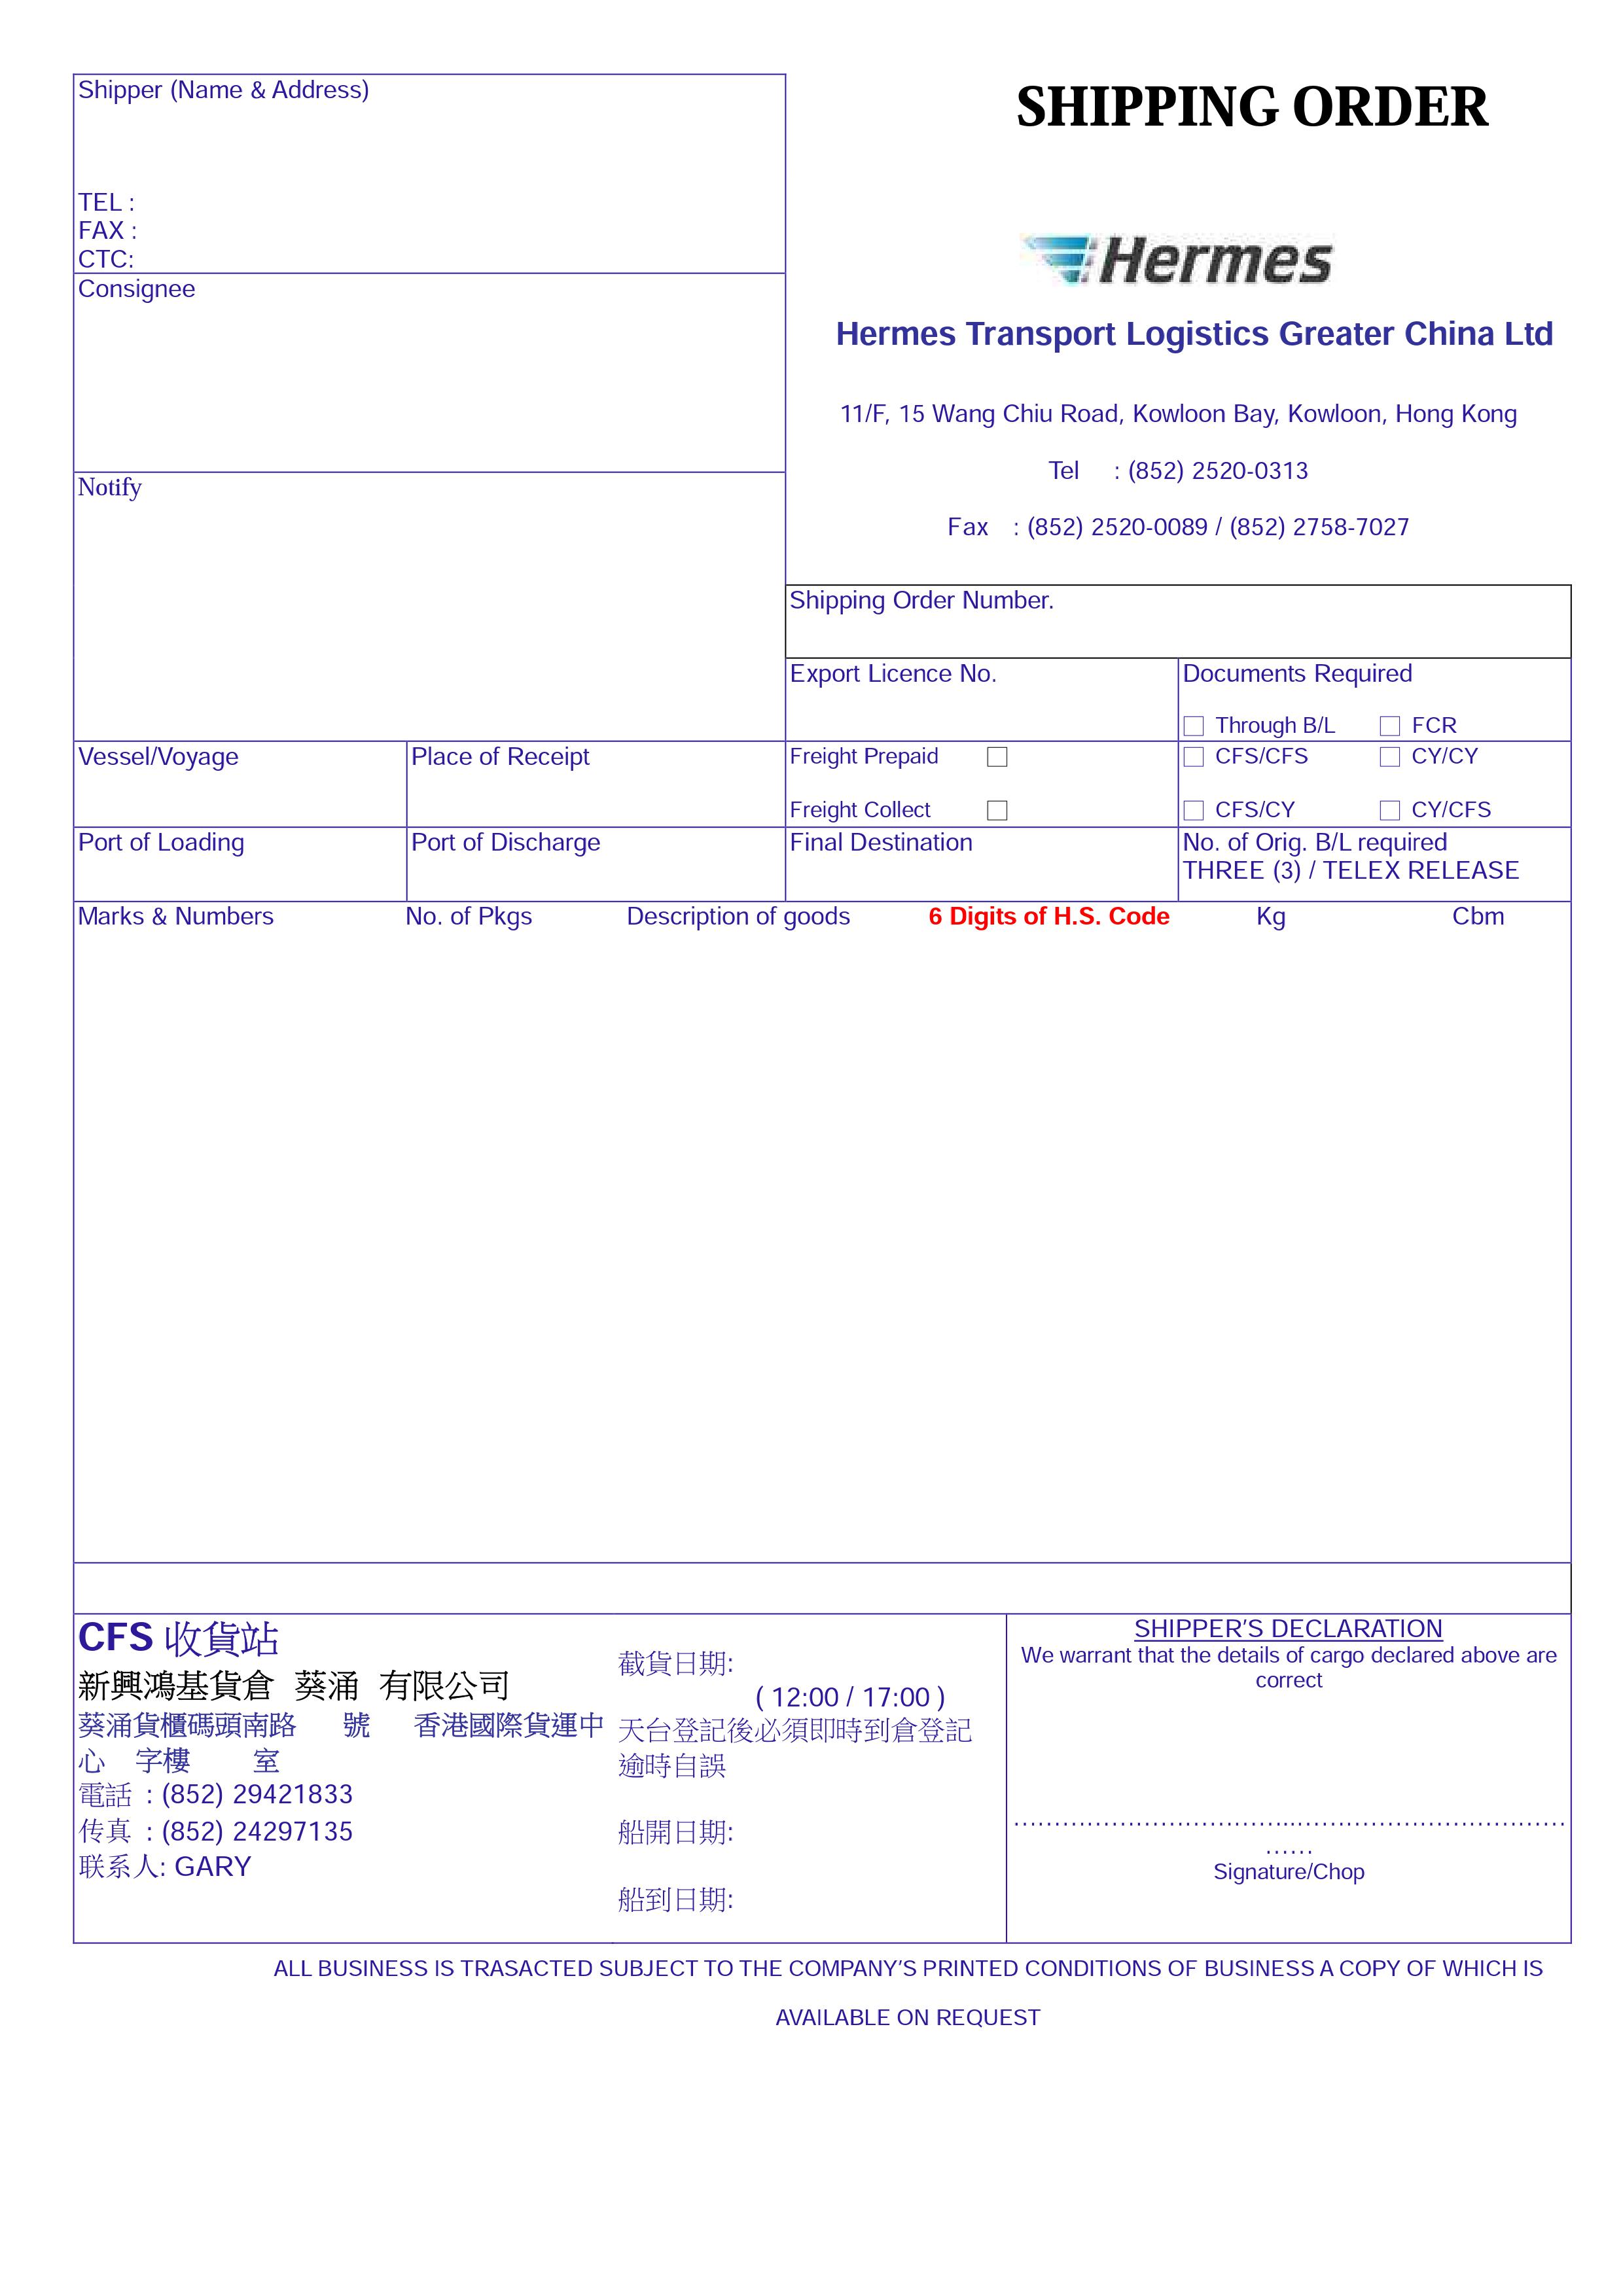 Shipper (Name & Address)
TEL :
FAX :
CTC:
SHIPPING ORDER
Hermes
Hermes Transport Logistics Greater China Ltd
11/F, 15 Wang Chiu Road, Kowloon Bay, Kowloon, Hong Kong
Tel : (852) 2520-0313
Fax : (852) 2520-0089 / (852) 2758-7027
Consignee
Notify
Shipping Order Number.
Export Licence No.
Documents Required
☐ Through B/L ☐ FCR
Vessel/Voyage
Place of Receipt
Freight Prepaid ☐
Freight Collect ☐
☐ CFS/CFS ☐ CY/CY
☐ CFS/CY ☐ CY/CFS
Port of Loading
Port of Discharge
Final Destination
No. of Orig. B/L required
THREE (3) / TELEX RELEASE
Marks & Numbers No. of Pkgs Description of goods 6 Digits of H.S. Code Kg Cbm
CFS 收貨站
新興鴻基貨倉 葵涌 有限公司
葵涌貨櫃碼頭南路 號 香港國際貨運中
心 字樓 室
電話 : (852) 29421833
传真 : (852) 24297135
联系人: GARY
截貨日期:
( 12:00 / 17:00 )
天台登記後必須即時到倉登記
逾時自誤
船開日期:
船到日期:
SHIPPER'S DECLARATION
We warrant that the details of cargo declared above are
correct
..................................................................
......
Signature/Chop
ALL BUSINESS IS TRASACTED SUBJECT TO THE COMPANY'S PRINTED CONDITIONS OF BUSINESS A COPY OF WHICH IS
AVAILABLE ON REQUEST